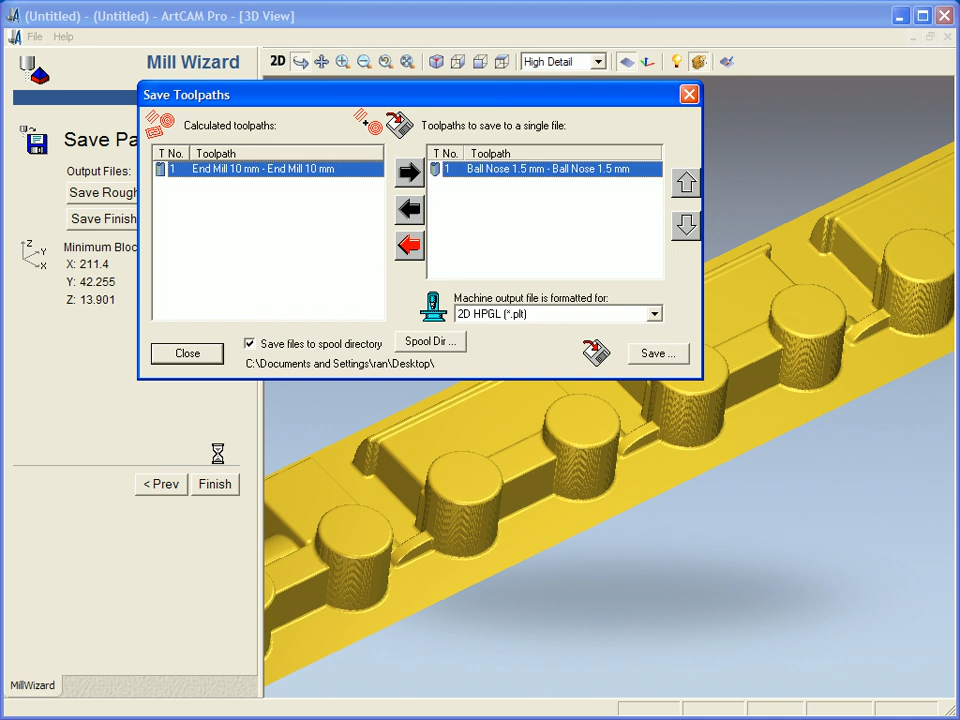 (Untitled) - (Untitled) - ArtCAM Pro - [3D View]
File Help
Mill Wizard
2D
High Detail
Save Toolpaths
Calculated toolpaths:
Toolpaths to save to a single file:
T No. Toolpath
1 End Mill 10 mm - End Mill 10 mm
T No. Toolpath
1 Ball Nose 1.5 mm - Ball Nose 1.5 mm
Machine output file is formatted for:
2D HPGL (*.plt)
Save files to spool directory
Spool Dir ...
C:\Documents and Settings\ran\Desktop\
Close
Save ...
Save Pa
Output Files:
Save Rough
Save Finish
Minimum Bloc
X: 211.4
Y: 42.255
Z: 13.901
Z
Y
X
< Prev
Finish
MillWizard